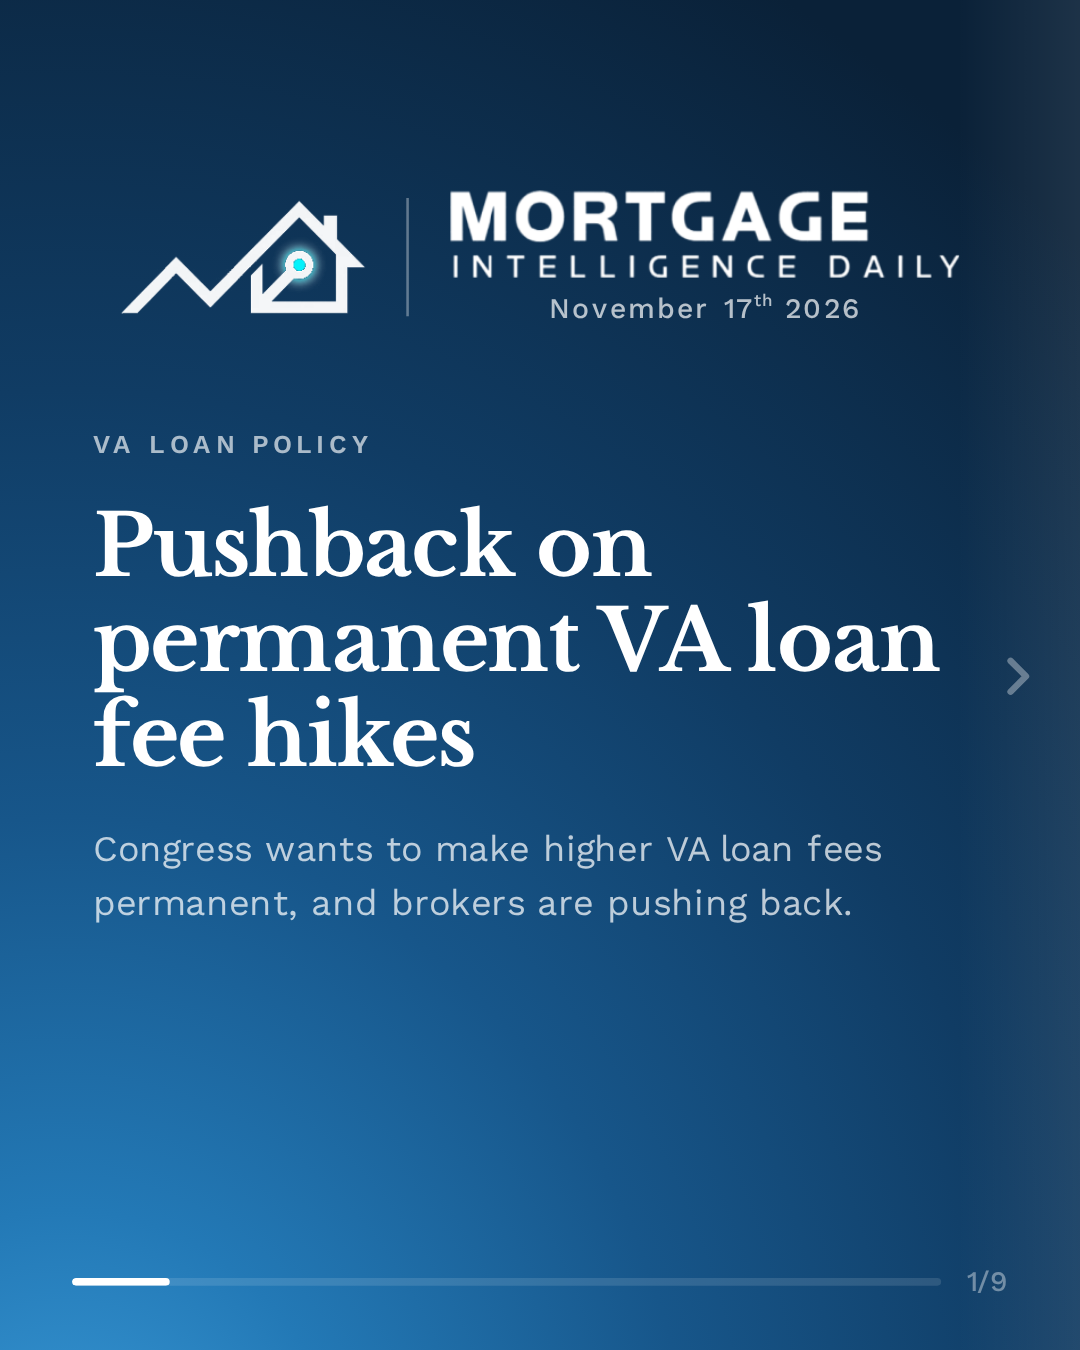 MORTGAGE
INTELLIGENCE DAILY
November 17th 2026
VA LOAN POLICY
Pushback on
permanent VA loan
fee hikes
Congress wants to make higher VA loan fees
permanent, and brokers are pushing back.
1/9